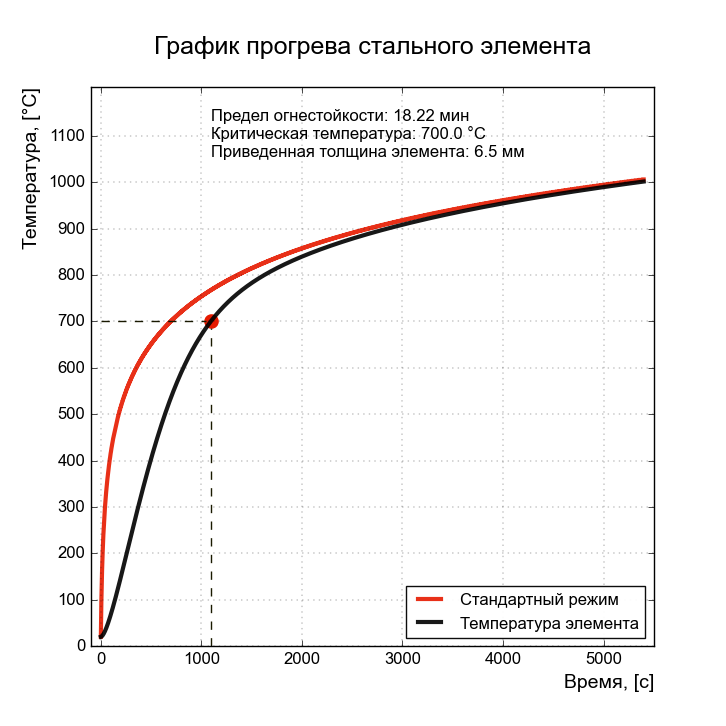 График прогрева стального элемента
Температура, [°C]
Предел огнестойкости: 18.22 мин
Критическая температура: 700.0 °C
Приведенная толщина элемента: 6.5 мм
1100
1000
900
800
700
600
500
400
300
200
100
0
Стандартный режим
Температура элемента
0 1000 2000 3000 4000 5000
Время, [с]